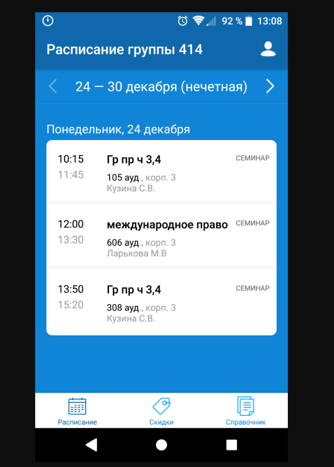 92 % 13:08
Расписание группы 414
24 — 30 декабря (нечетная)
Понедельник, 24 декабря
10:15 Гр пр ч 3,4 СЕМИНАР
11:45 105 ауд., корп. 3
Кузина С.В.
12:00 международное право СЕМИНАР
13:30 606 ауд., корп. 3
Ларькова М.В
13:50 Гр пр ч 3,4 СЕМИНАР
15:20 308 ауд., корп. 3
Кузина С.В.
Расписание Скидки Справочник